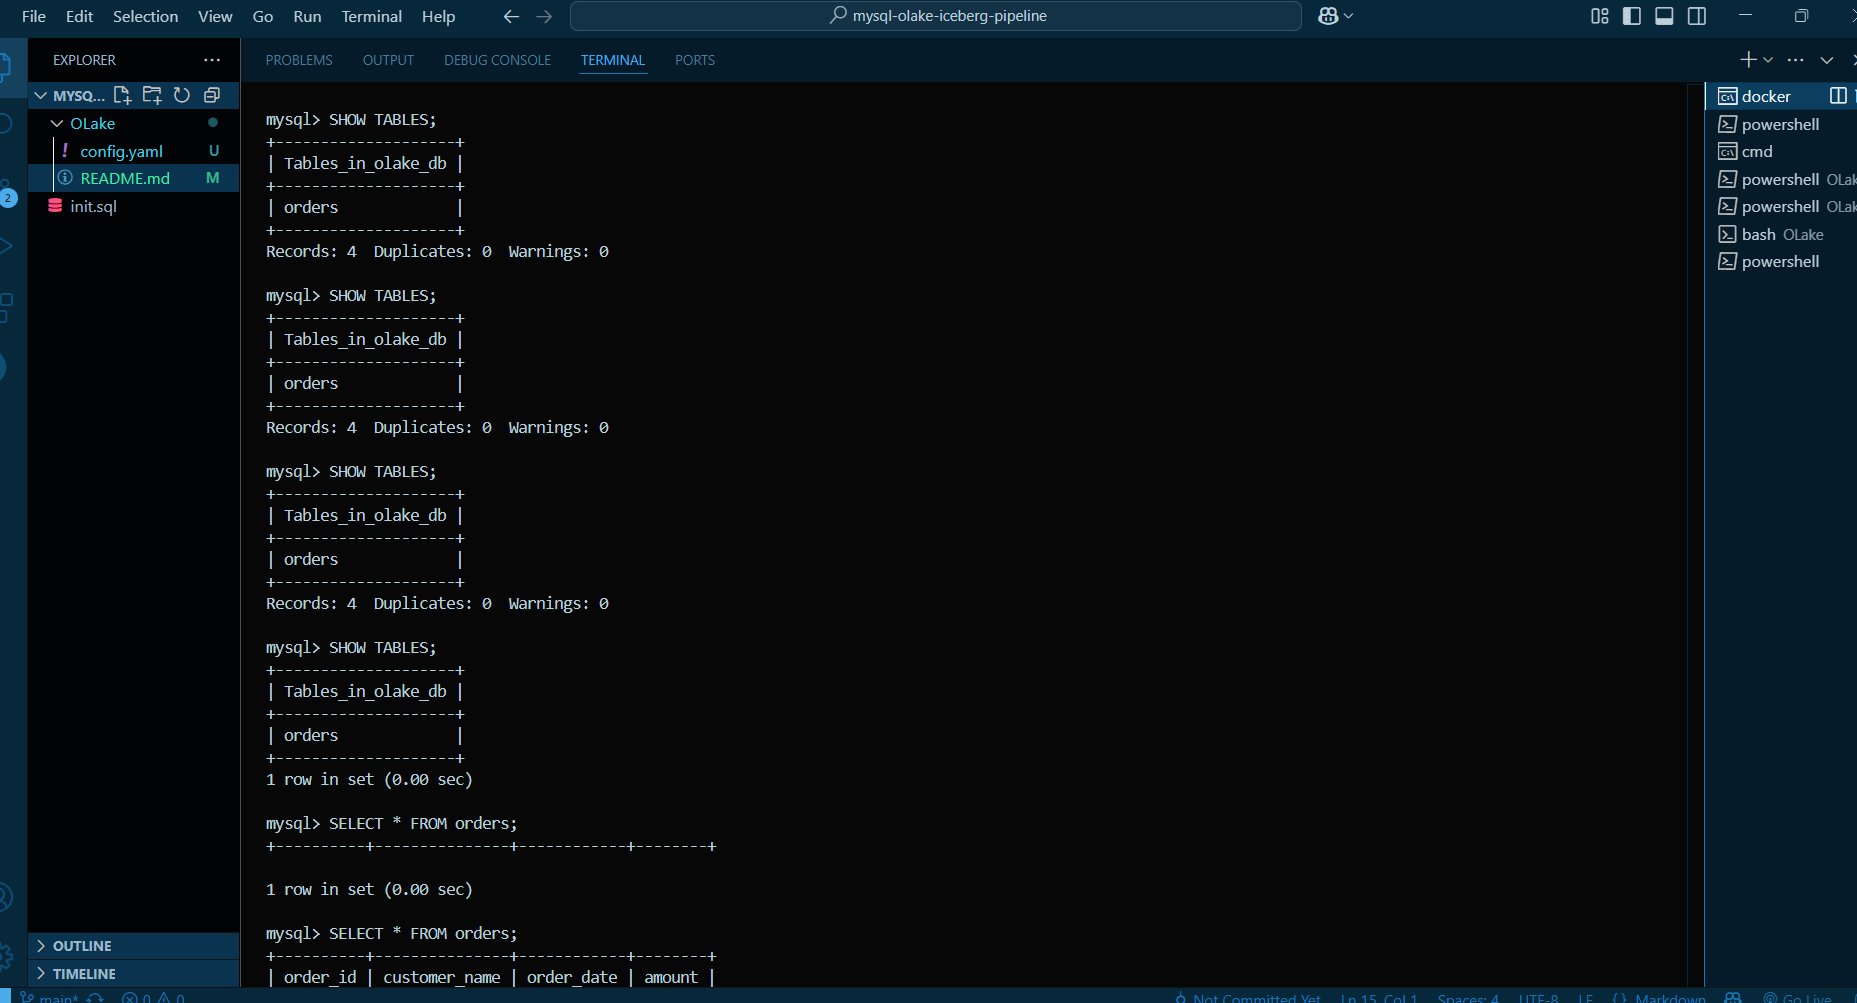 File Edit Selection View Go Run Terminal Help
mysql-olake-iceberg-pipeline
EXPLORER
MYSQ...
OLake
! config.yaml U
README.md M
init.sql
2
OUTLINE
TIMELINE
PROBLEMS OUTPUT DEBUG CONSOLE TERMINAL PORTS
mysql> SHOW TABLES;
+--------------------+
| Tables_in_olake_db |
+--------------------+
| orders             |
+--------------------+
Records: 4  Duplicates: 0  Warnings: 0
mysql> SHOW TABLES;
+--------------------+
| Tables_in_olake_db |
+--------------------+
| orders             |
+--------------------+
Records: 4  Duplicates: 0  Warnings: 0
mysql> SHOW TABLES;
+--------------------+
| Tables_in_olake_db |
+--------------------+
| orders             |
+--------------------+
Records: 4  Duplicates: 0  Warnings: 0
mysql> SHOW TABLES;
+--------------------+
| Tables_in_olake_db |
+--------------------+
| orders             |
+--------------------+
1 row in set (0.00 sec)
mysql> SELECT * FROM orders;
+----------+---------------+------------+--------+
1 row in set (0.00 sec)
mysql> SELECT * FROM orders;
+----------+---------------+------------+--------+
| order_id | customer_name | order_date | amount |
docker
powershell
cmd
powershell OLak
powershell OLak
bash OLake
powershell
main* 0 0
Not Committed Yet Ln 15, Col 1 Spaces: 4 UTF-8 LF {} Markdown Go Live